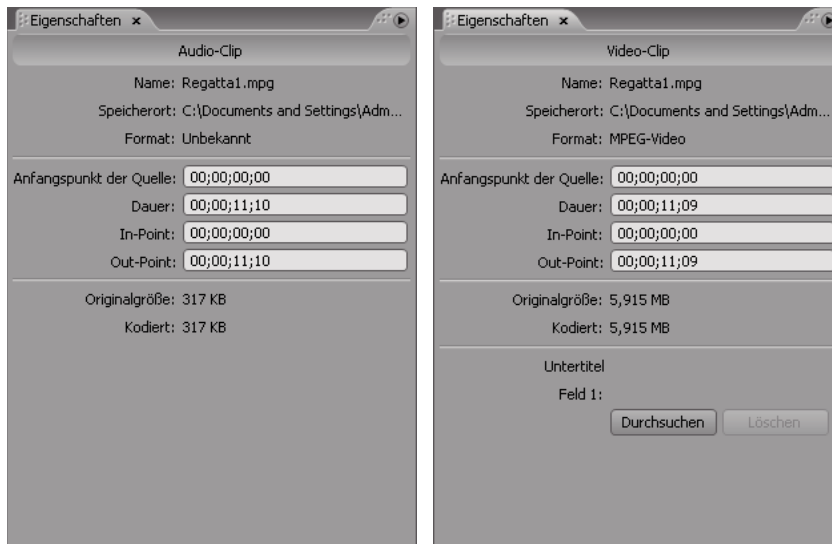 Eigenschaften ×
Audio-Clip
Name: Regatta1.mpg
Speicherort: C:\Documents and Settings\Adm...
Format: Unbekannt
Anfangspunkt der Quelle: 00;00;00;00
Dauer: 00;00;11;10
In-Point: 00;00;00;00
Out-Point: 00;00;11;10
Originalgröße: 317 KB
Kodiert: 317 KB
Eigenschaften ×
Video-Clip
Name: Regatta1.mpg
Speicherort: C:\Documents and Settings\Adm...
Format: MPEG-Video
Anfangspunkt der Quelle: 00;00;00;00
Dauer: 00;00;11;09
In-Point: 00;00;00;00
Out-Point: 00;00;11;09
Originalgröße: 5,915 MB
Kodiert: 5,915 MB
Untertitel
Feld 1:
Durchsuchen Löschen